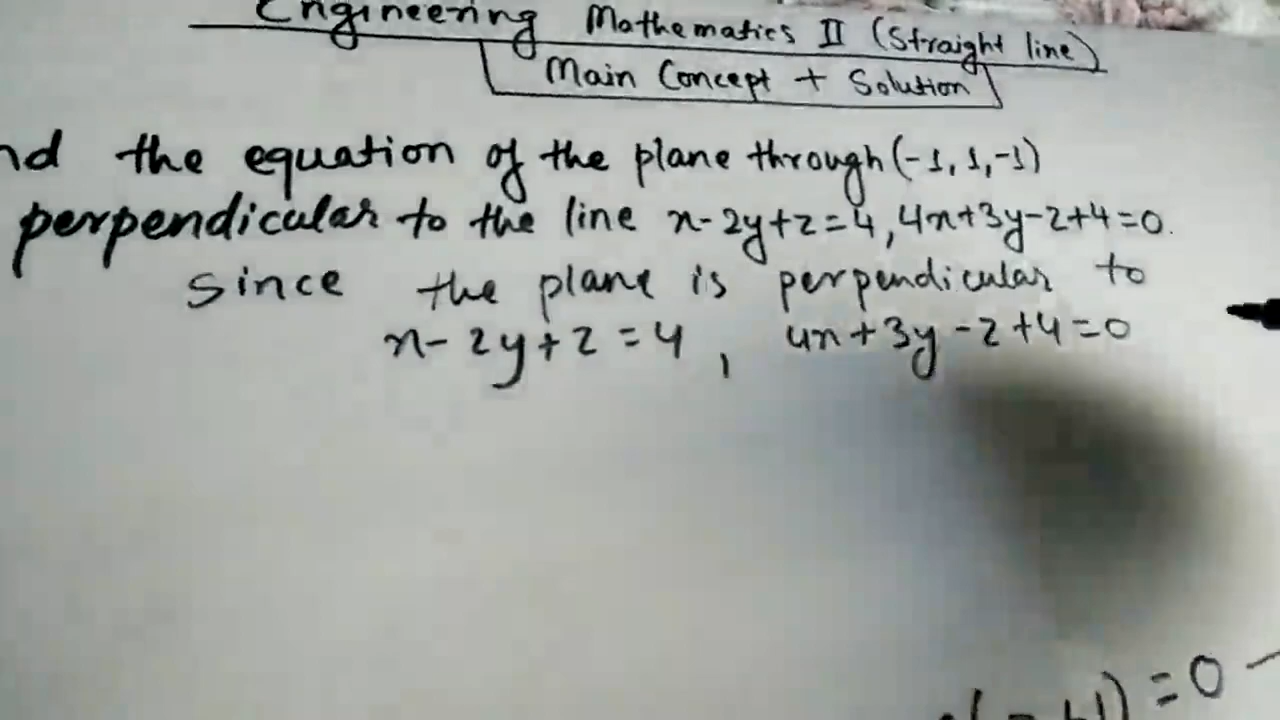 Engineering Mathematics II (Straight line)
Main Concept + Solution
nd the equation of the plane through (-1, 1, -1)
perpendicular to the line x-2y+z=4, 4x+3y-z+4=0.
Since the plane is perpendicular to
x-2y+z=4, 4x+3y-z+4=0
=0